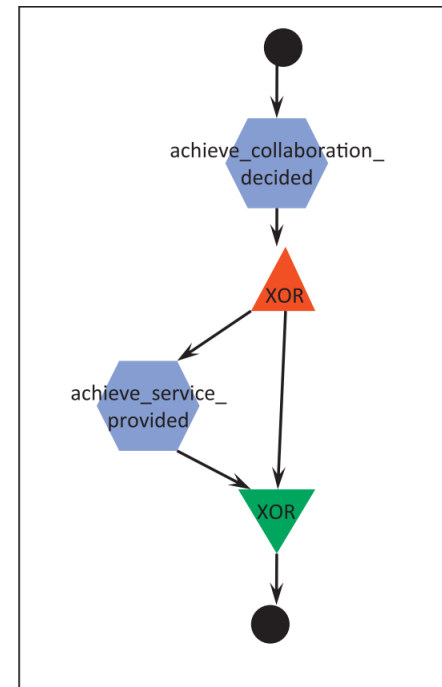 achieve_collaboration_
decided
XOR
achieve_service_
provided
XOR